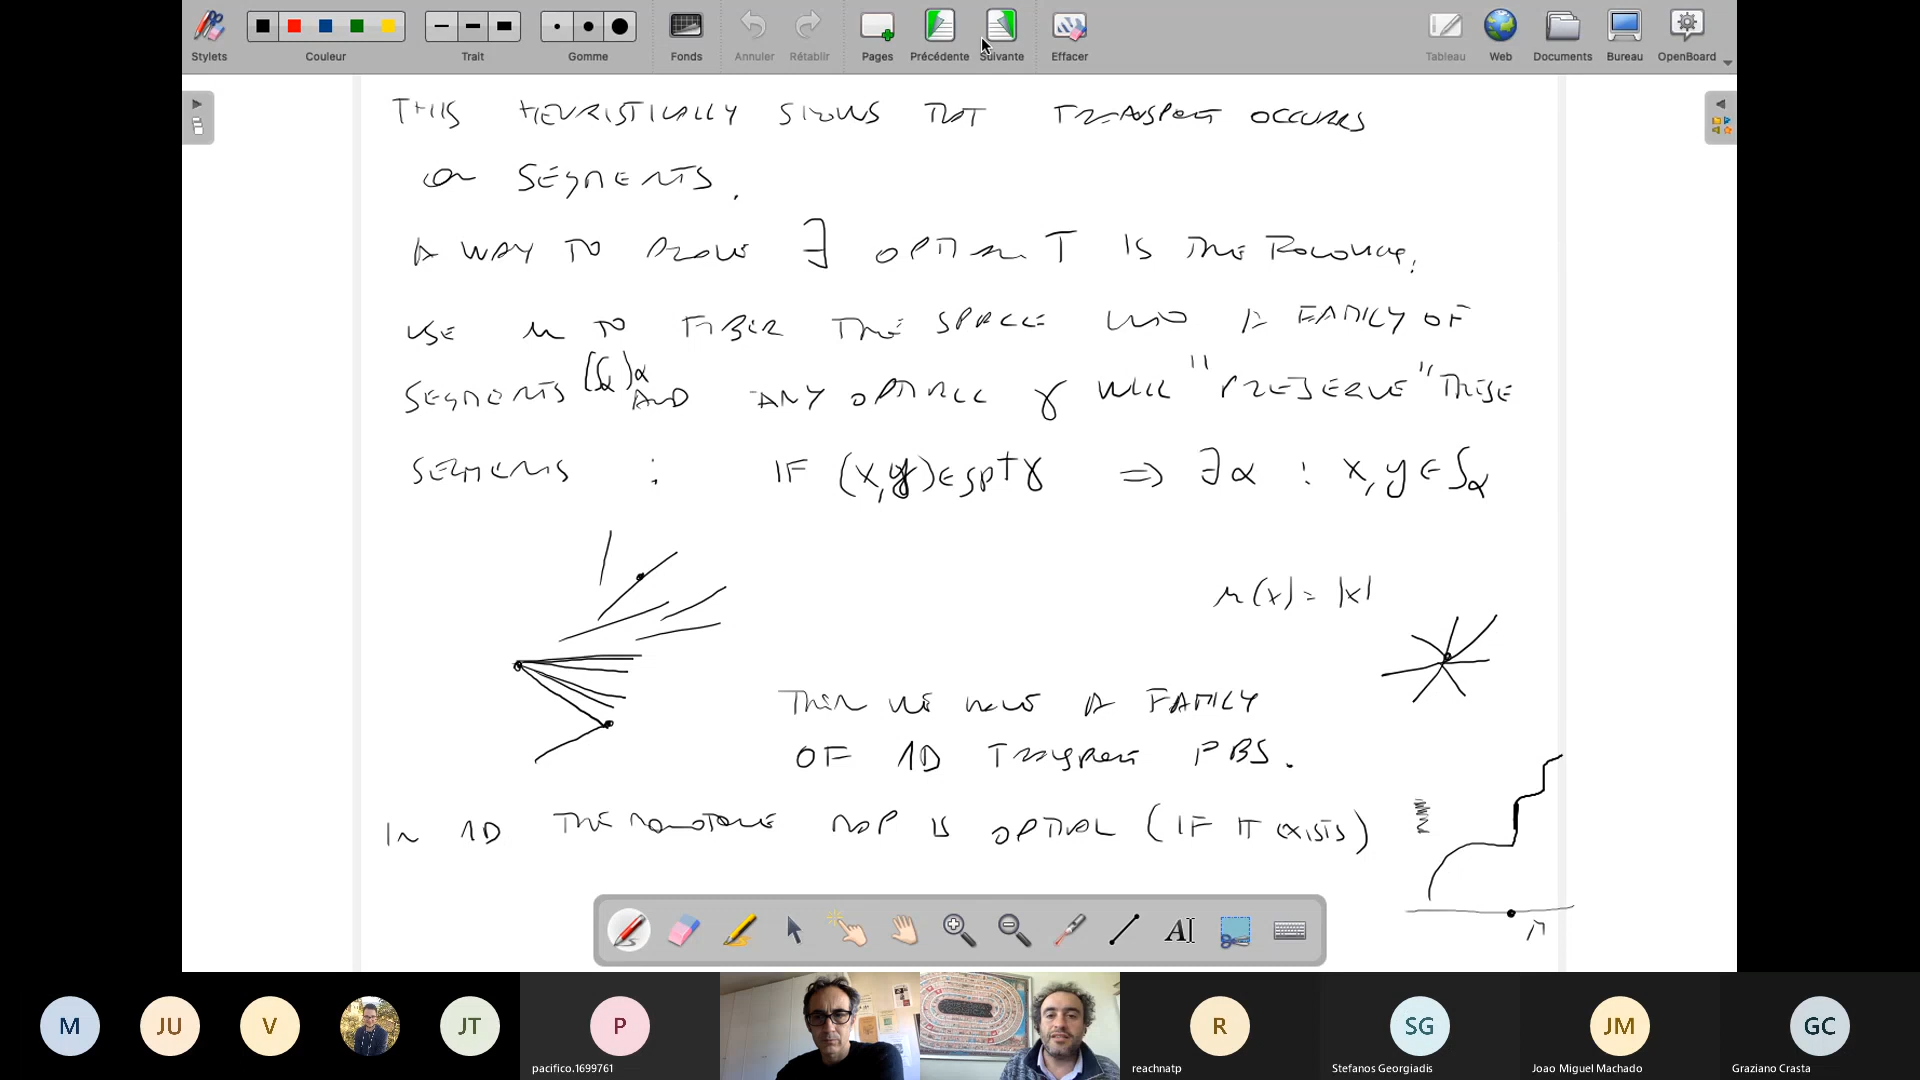 Stylets Couleur Trait Gomme Fonds Annuler Rétablir Pages Précédente Suivante Effacer Tableau Web Documents Bureau OpenBoard
THIS HEURISTICALLY SHOWS THAT TRANSPORT OCCURS
ON SEGMENTS.
A WAY TO PROVE ∃ OPTIMAL T IS THE FOLLOWING:
USE u TO FIBER THE SPACE INTO A FAMILY OF
SEGMENTS (S_α)_α AND ANY OPTIMAL γ WILL "PRESERVE" THESE
SEGMENTS : IF (x,y)∈spt γ ⇒ ∃α : x,y∈S_α
u(x)=|x|
THEN WE HAVE A FAMILY
OF 1D TRANSPORT PBS.
IN 1D THE MONOTONE MAP IS OPTIMAL (IF IT EXISTS)
M JU V JT P R SG JM GC
pacifico.1699761 reachnatp Stefanos Georgiadis Joao Miguel Machado Graziano Crasta